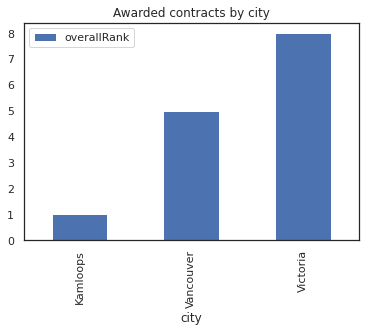 Awarded contracts by city
overallRank
8
7
6
5
4
3
2
1
0
Kamloops
Vancouver
Victoria
city